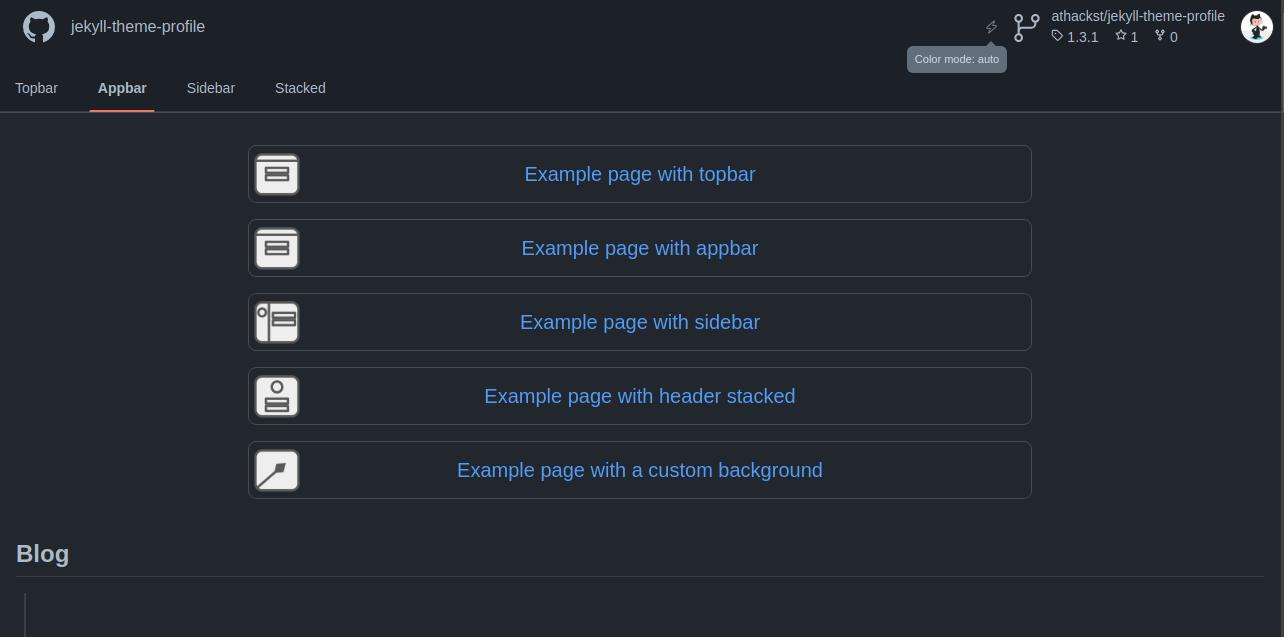 jekyll-theme-profile
athackst/jekyll-theme-profile
1.3.1 1 0
Color mode: auto
Topbar Appbar Sidebar Stacked
Example page with topbar
Example page with appbar
Example page with sidebar
Example page with header stacked
Example page with a custom background
Blog